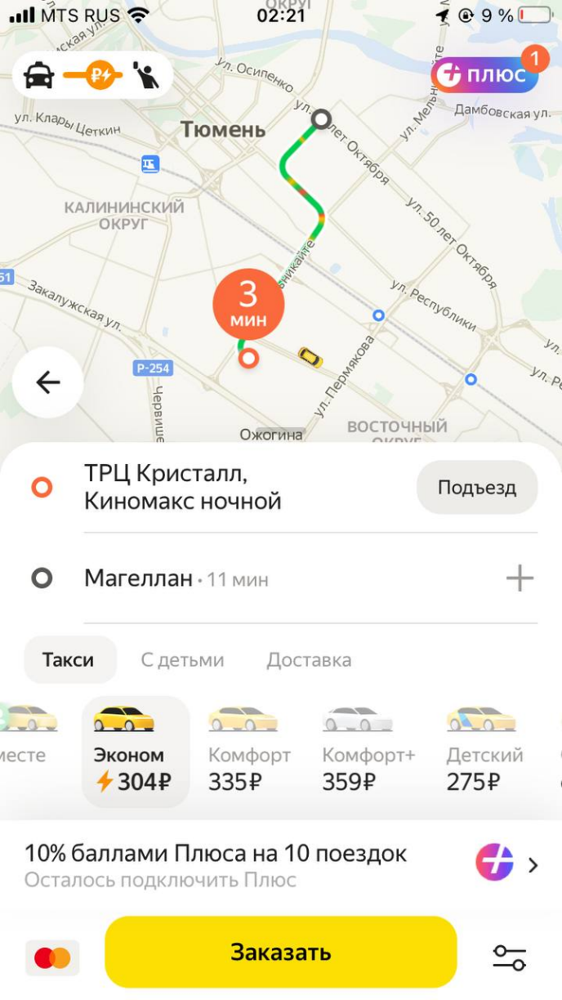 ОКРУГ
MTS RUS
02:21
9 %
₽
ПЛЮС
1
ул. Осипенко
ул. Мельникайте
Дамбовская ул.
ул. Клары Цеткин
Тюмень
ул. 50 лет Октября
КАЛИНИНСКИЙ
ОКРУГ
ул. 50 лет Октября
ул. Республики
3
мин
Закалужская ул.
Р-254
ул. Пермякова
Ожогина
ВОСТОЧНЫЙ
ОКРУГ
ТРЦ Кристалл,
Киномакс ночной
Подъезд
Магеллан • 11 мин
Такси
С детьми
Доставка
Эконом
304₽
Комфорт
335₽
Комфорт+
359₽
Детский
275₽
10% баллами Плюса на 10 поездок
Осталось подключить Плюс
Заказать